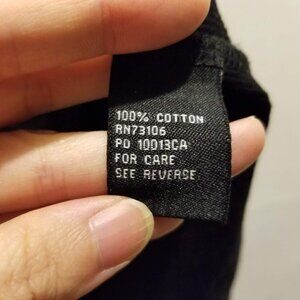 100% COTTON
RN73106
PO 10013CA
FOR CARE
SEE REVERSE